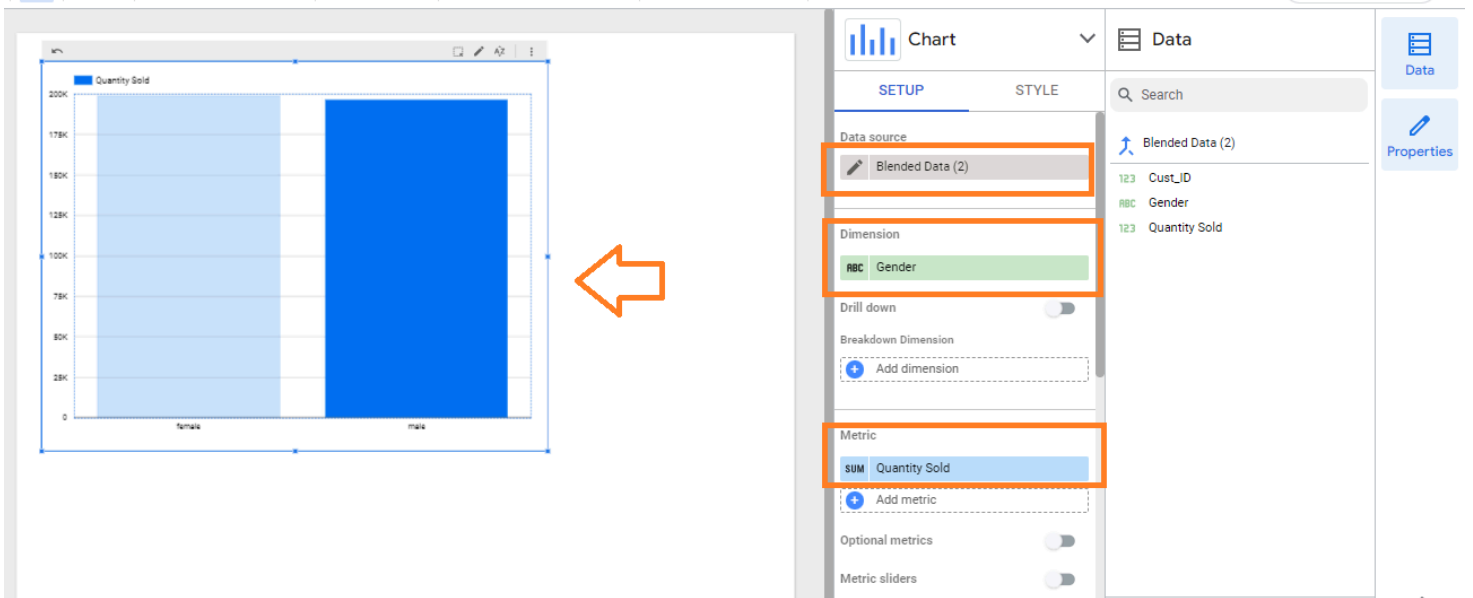 Quantity Sold
200K
175K
150K
125K
100K
75K
50K
25K
0
female
male
Chart
SETUP
STYLE
Data source
Blended Data (2)
Dimension
ABC Gender
Drill down
Breakdown Dimension
Add dimension
Metric
SUM Quantity Sold
Add metric
Optional metrics
Metric sliders
Data
Search
Blended Data (2)
123 Cust_ID
ABC Gender
123 Quantity Sold
Data
Properties